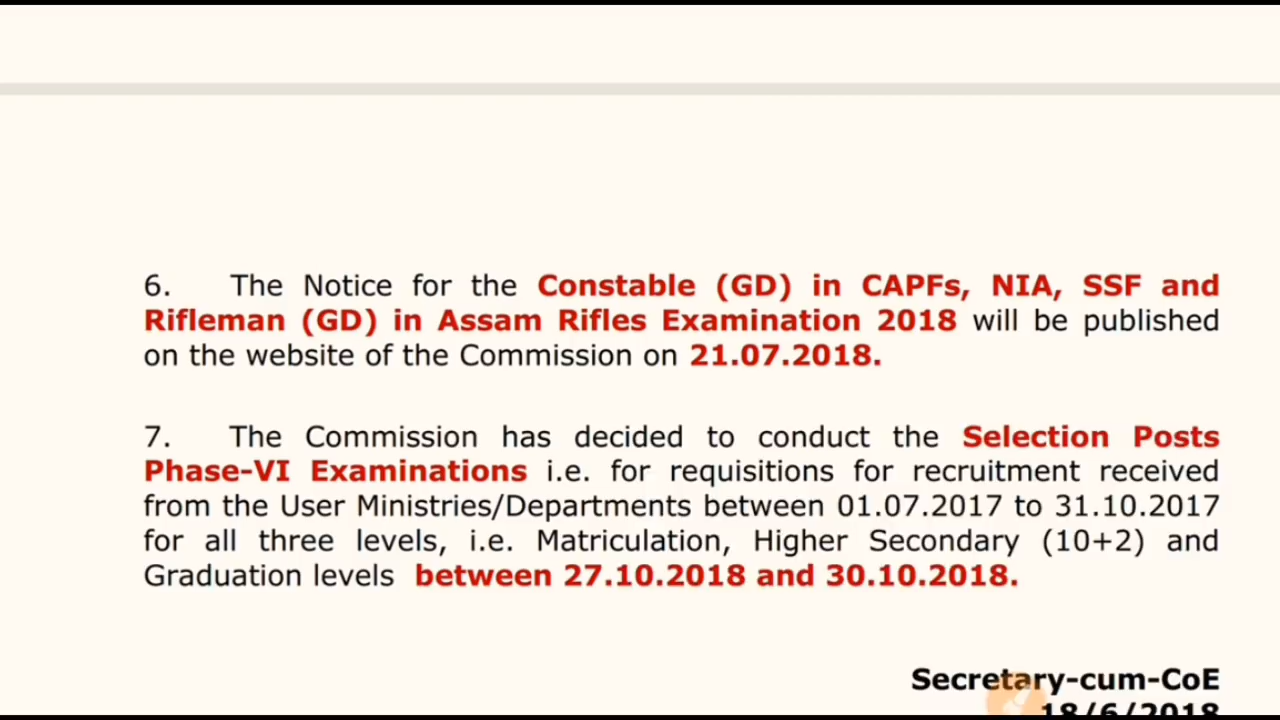 6. The Notice for the Constable (GD) in CAPFs, NIA, SSF and
Rifleman (GD) in Assam Rifles Examination 2018 will be published
on the website of the Commission on 21.07.2018.
7. The Commission has decided to conduct the Selection Posts
Phase-VI Examinations i.e. for requisitions for recruitment received
from the User Ministries/Departments between 01.07.2017 to 31.10.2017
for all three levels, i.e. Matriculation, Higher Secondary (10+2) and
Graduation levels between 27.10.2018 and 30.10.2018.
Secretary-cum-CoE
18/6/2018